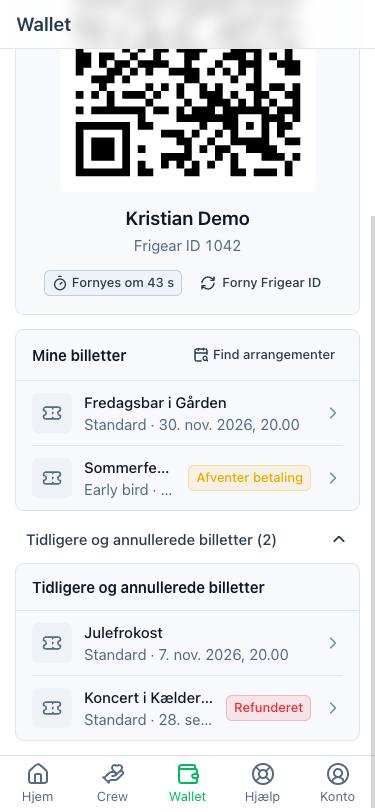 Wallet
Kristian Demo
Frigear ID 1042
Fornyes om 43 s
Forny Frigear ID
Mine billetter
Find arrangementer
Fredagsbar i Gården
Standard · 30. nov. 2026, 20.00
Sommerfe...
Afventer betaling
Early bird · ...
Tidligere og annullerede billetter (2)
Tidligere og annullerede billetter
Julefrokost
Standard · 7. nov. 2026, 20.00
Koncert i Kælder...
Refunderet
Standard · 28. se...
Hjem
Crew
Wallet
Hjælp
Konto